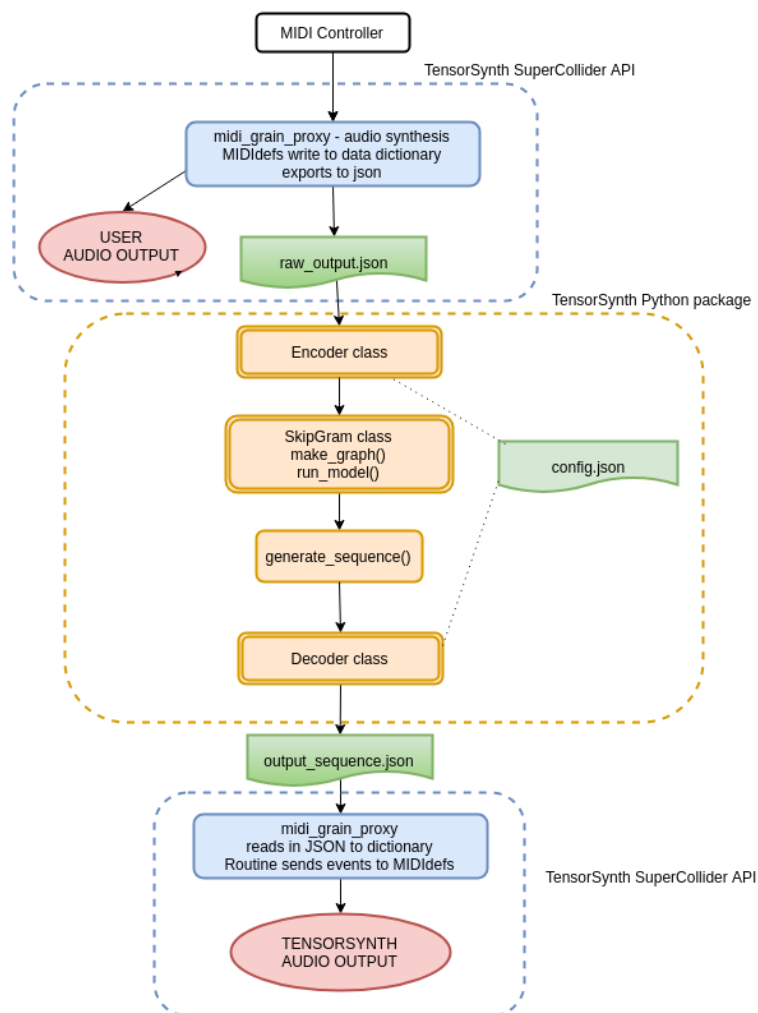 MIDI Controller
TensorSynth SuperCollider API
midi_grain_proxy - audio synthesis
MIDIdefs write to data dictionary
exports to json
USER
AUDIO OUTPUT
raw_output.json
TensorSynth Python package
Encoder class
SkipGram class
make_graph()
run_model()
config.json
generate_sequence()
Decoder class
output_sequence.json
midi_grain_proxy
reads in JSON to dictionary
Routine sends events to MIDIdefs
TensorSynth SuperCollider API
TENSORSYNTH
AUDIO OUTPUT